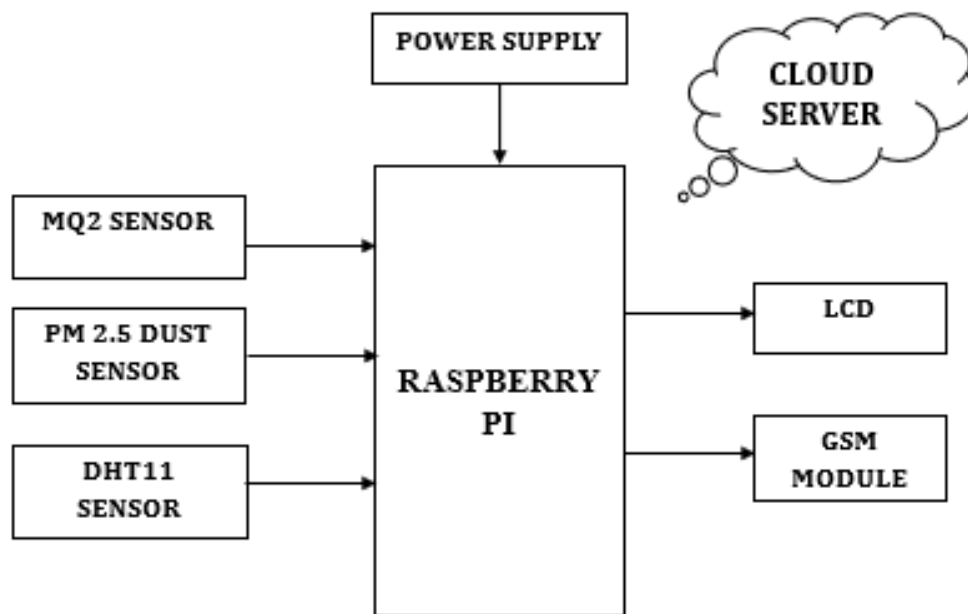 POWER SUPPLY
CLOUD
SERVER
MQ2 SENSOR
PM 2.5 DUST
SENSOR
DHT11
SENSOR
RASPBERRY
PI
LCD
GSM
MODULE